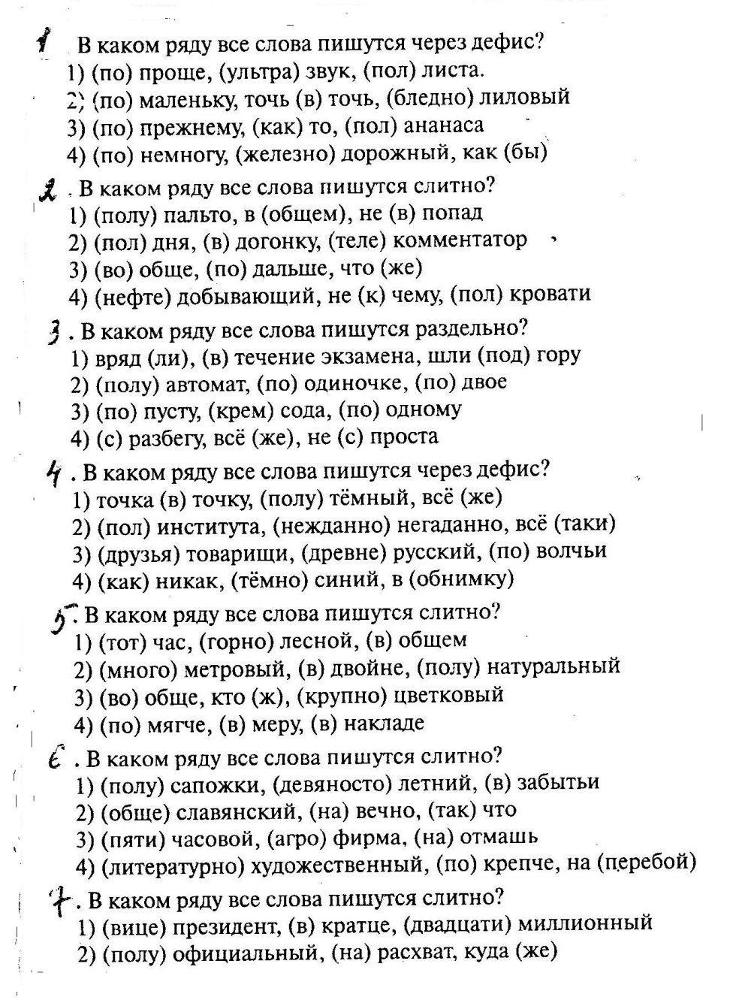 1 В каком ряду все слова пишутся через дефис?
1) (по) проще, (ультра) звук, (пол) листа.
2) (по) маленьку, точь (в) точь, (бледно) лиловый
3) (по) прежнему, (как) то, (пол) ананаса
4) (по) немногу, (железно) дорожный, как (бы)
2 . В каком ряду все слова пишутся слитно?
1) (полу) пальто, в (общем), не (в) попад
2) (пол) дня, (в) догонку, (теле) комментатор
3) (во) обще, (по) дальше, что (же)
4) (нефте) добывающий, не (к) чему, (пол) кровати
3 . В каком ряду все слова пишутся раздельно?
1) вряд (ли), (в) течение экзамена, шли (под) гору
2) (полу) автомат, (по) одиночке, (по) двое
3) (по) пусту, (крем) сода, (по) одному
4) (с) разбегу, всё (же), не (с) проста
4 . В каком ряду все слова пишутся через дефис?
1) точка (в) точку, (полу) тёмный, всё (же)
2) (пол) института, (нежданно) негаданно, всё (таки)
3) (друзья) товарищи, (древне) русский, (по) волчьи
4) (как) никак, (тёмно) синий, в (обнимку)
5 . В каком ряду все слова пишутся слитно?
1) (тот) час, (горно) лесной, (в) общем
2) (много) метровый, (в) двойне, (полу) натуральный
3) (во) обще, кто (ж), (крупно) цветковый
4) (по) мягче, (в) меру, (в) накладе
6 . В каком ряду все слова пишутся слитно?
1) (полу) сапожки, (девяносто) летний, (в) забытьи
2) (обще) славянский, (на) вечно, (так) что
3) (пяти) часовой, (агро) фирма, (на) отмашь
4) (литературно) художественный, (по) крепче, на (перебой)
7 . В каком ряду все слова пишутся слитно?
1) (вице) президент, (в) кратце, (двадцати) миллионный
2) (полу) официальный, (на) расхват, куда (же)